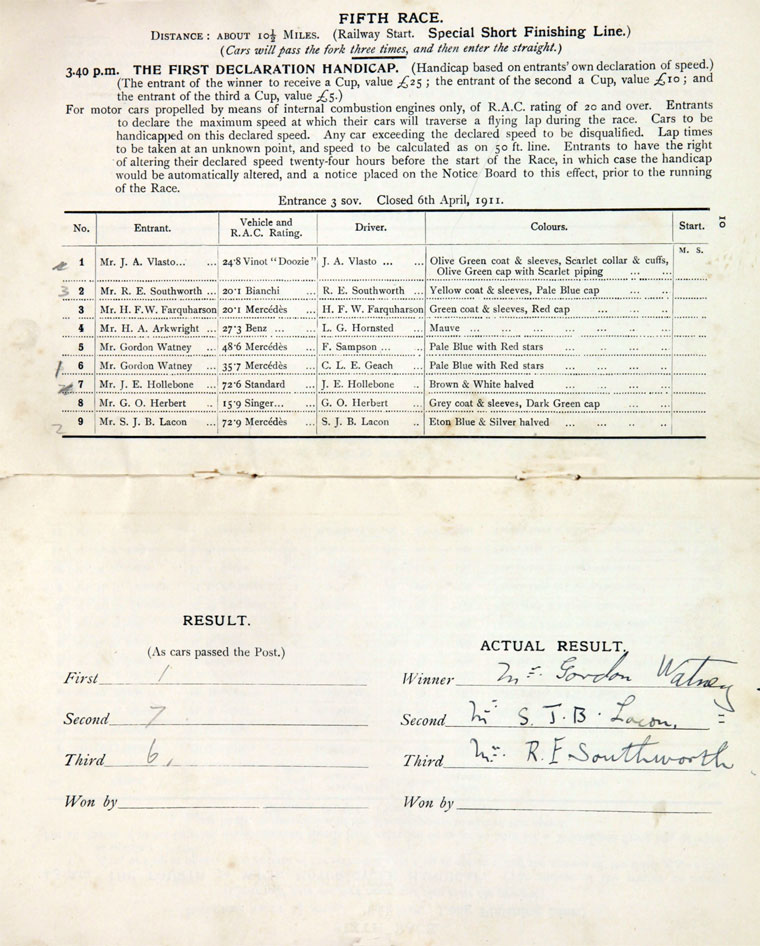 FIFTH RACE.
DISTANCE: ABOUT 10½ MILES. (Railway Start. Special Short Finishing Line.)
(Cars will pass the fork three times, and then enter the straight.)
3.40 p.m. THE FIRST DECLARATION HANDICAP. (Handicap based on entrants' own declaration of speed.)
(The entrant of the winner to receive a Cup, value £25; the entrant of the second a Cup, value £10; and
the entrant of the third a Cup, value £5.)
For motor cars propelled by means of internal combustion engines only, of R.A.C. rating of 20 and over. Entrants
to declare the maximum speed at which their cars will traverse a flying lap during the race. Cars to be
handicapped on this declared speed. Any car exceeding the declared speed to be disqualified. Lap times
to be taken at an unknown point, and speed to be calculated as on 50 ft. line. Entrants to have the right
of altering their declared speed twenty-four hours before the start of the Race, in which case the handicap
would be automatically altered, and a notice placed on the Notice Board to this effect, prior to the running
of the Race.
Entrance 3 sov. Closed 6th April, 1911.
10
No. Entrant. Vehicle and R.A.C. Rating. Driver. Colours. Start.
M. S.
1 Mr. J. A. Vlasto... ... 24·8 Vinot "Doozie" J. A. Vlasto ... ... Olive Green coat & sleeves, Scarlet collar & cuffs,
Olive Green cap with Scarlet piping ... ...
3 2 Mr. R. E. Southworth ... 20·1 Bianchi ... R. E. Southworth ... Yellow coat & sleeves, Pale Blue cap ... ..
3 Mr. H. F.W. Farquharson 20·1 Mercédès ... H. F. W. Farquharson Green coat & sleeves, Red cap ... ... ..
4 Mr. H. A. Arkwright ... 27·3 Benz ... ... L. G. Hornsted ... Mauve ... ... ... ... ... ..
5 Mr. Gordon Watney ... 48·6 Mercédès ... F. Sampson ... ... Pale Blue with Red stars ... ... ..
1 6 Mr. Gordon Watney ... 35·7 Mercédès ... C. L. E. Geach ... Pale Blue with Red stars ... ... ..
7 Mr. J. E. Hollebone ... 72·6 Standard ... J. E. Hollebone ... Brown & White halved ... ... ..
8 Mr. G. O. Herbert .. 15·9 Singer... ... G. O. Herbert .. Grey coat & sleeves, Dark Green cap ... ..
2 9 Mr. S. J. B. Lacon ... 72·9 Mercédès ... S. J. B. Lacon .. Eton Blue & Silver halved ... ... .. ..
RESULT.
(As cars passed the Post.)
First 1
Second 7
Third 6,
Won by
ACTUAL RESULT.
Winner Mr. Gordon Watney
Second Mr. S. J. B. Lacon,
Third Mr. R. E Southworth
Won by